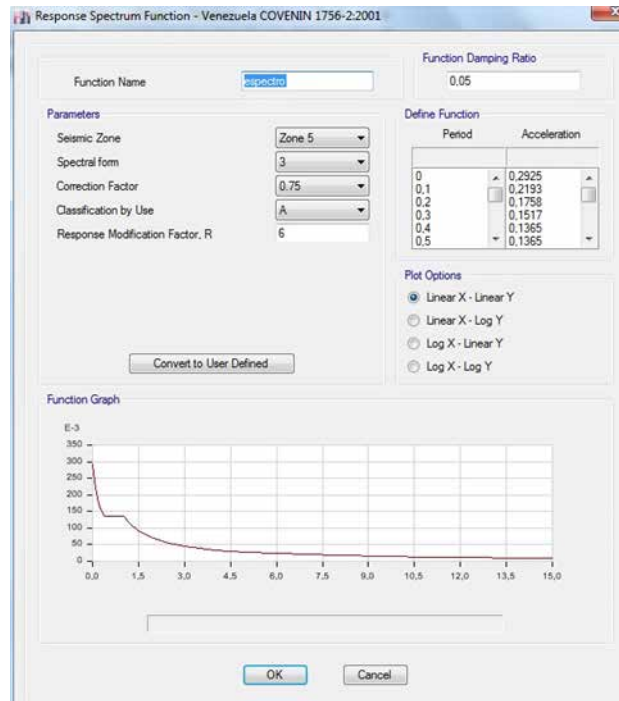 Response Spectrum Function - Venezuela COVENIN 1756-2:2001
Function Name
espectro
Function Damping Ratio
0,05
Parameters
Seismic Zone
Zone 5
Spectral form
3
Correction Factor
0.75
Classification by Use
A
Response Modification Factor, R
6
Convert to User Defined
Define Function
Period Acceleration
0 0,2925
0,1 0,2193
0,2 0,1758
0,3 0,1517
0,4 0,1365
0,5 0,1365
Plot Options
Linear X - Linear Y
Linear X - Log Y
Log X - Linear Y
Log X - Log Y
Function Graph
E-3
350
300
250
200
150
100
50
0
0,0 1,5 3,0 4,5 6,0 7,5 9,0 10,5 12,0 13,5 15,0
OK Cancel